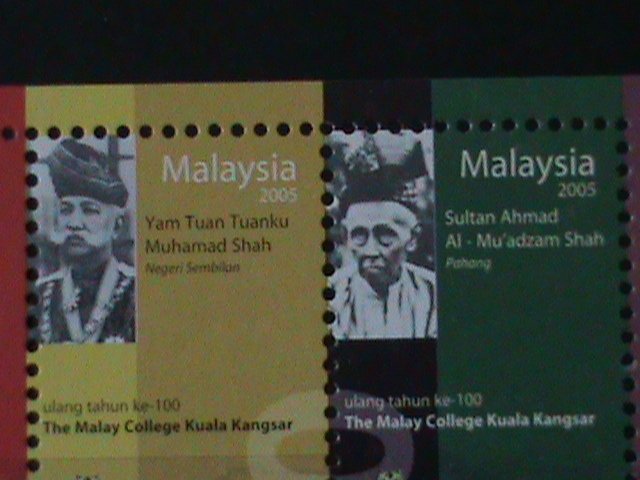 Malaysia
2005
Yam Tuan Tuanku
Muhamad Shah
Negeri Sembilan
ulang tahun ke-100
The Malay College Kuala Kangsar
Malaysia
2005
Sultan Ahmad
Al - Mu'adzam Shah
Pahang
ulang tahun ke-100
The Malay College Kuala Kangsar